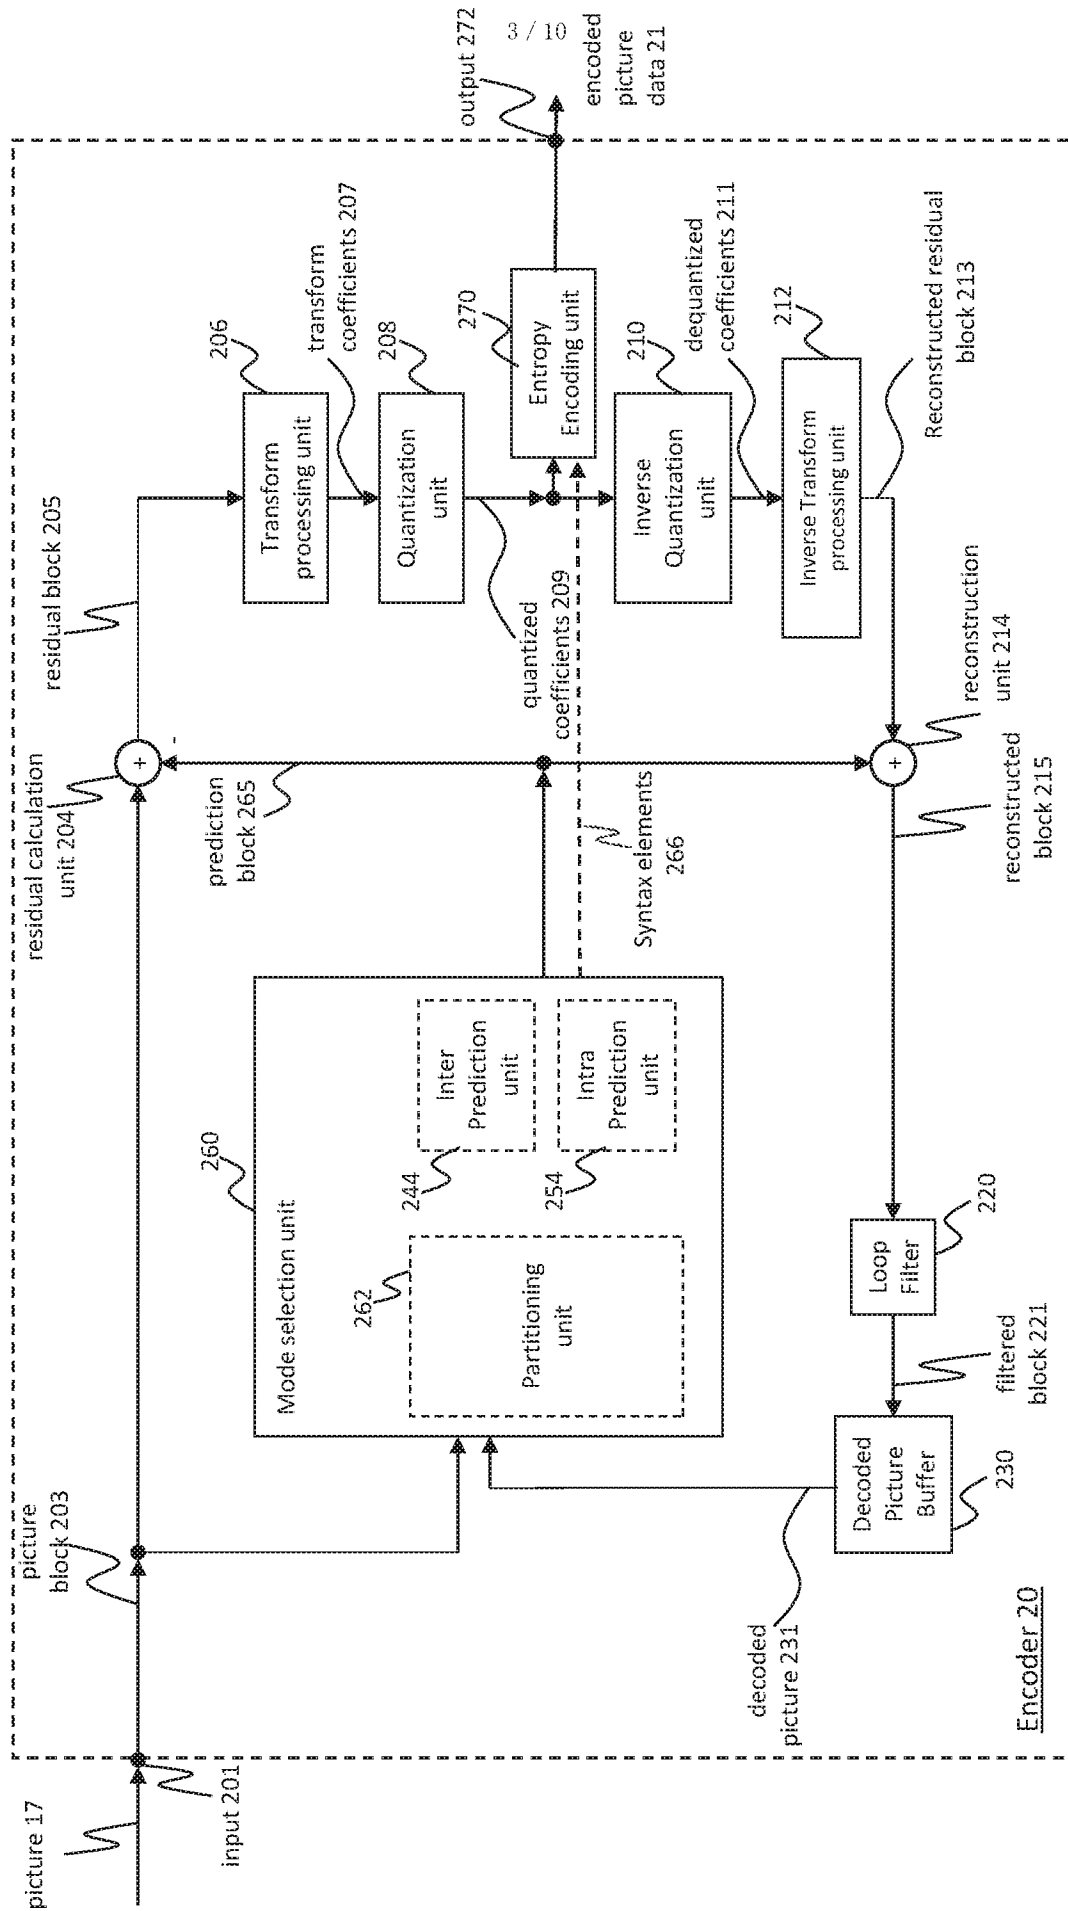 3 / 10
picture 17
input 201
picture
block 203
residual calculation
unit 204
+
-
residual block 205
206
Transform
processing unit
transform
coefficients 207
208
Quantization
unit
quantized
coefficients 209
270
Entropy
Encoding unit
output 272
encoded
picture
data 21
210
Inverse
Quantization
unit
dequantized
coefficients 211
212
Inverse Transform
processing unit
Reconstructed residual
block 213
+
reconstruction
unit 214
reconstructed
block 215
prediction
block 265
Syntax elements
266
260
Mode selection unit
262
Partitioning
unit
244
Inter
Prediction
unit
254
Intra
Prediction
unit
220
Loop
Filter
filtered
block 221
Decoded
Picture
Buffer
230
decoded
picture 231
Encoder 20